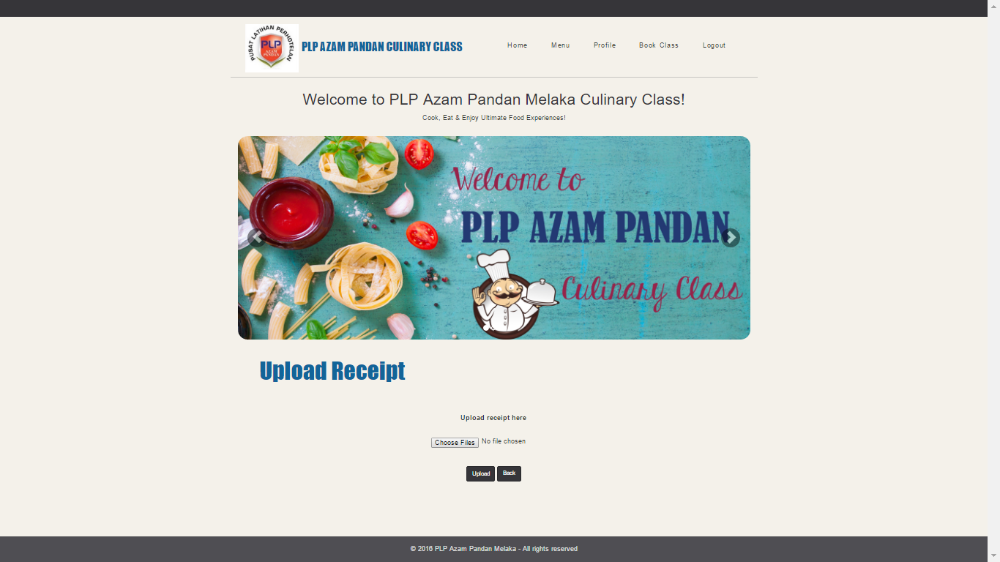 PUSAT LATIHAN PERHOTELAN
PLP
AZAM
PANDAN
PLP AZAM PANDAN CULINARY CLASS
Home Menu Profile Book Class Logout
Welcome to PLP Azam Pandan Melaka Culinary Class!
Cook, Eat & Enjoy Ultimate Food Experiences!
Welcome to
PLP AZAM PANDAN
Culinary Class
Upload Receipt
Upload receipt here
Choose Files No file chosen
Upload Back
© 2016 PLP Azam Pandan Melaka - All rights reserved